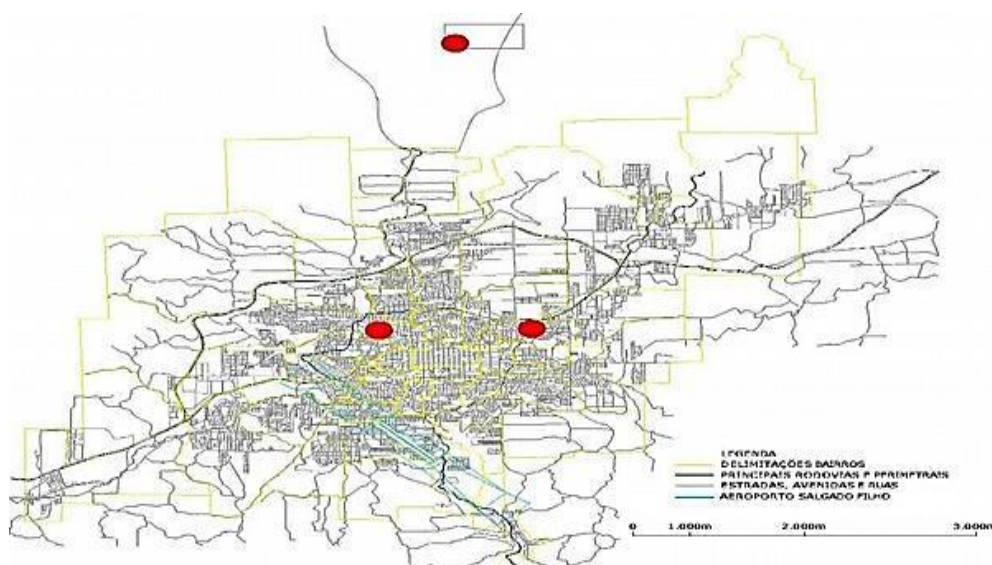 LEGENDA
DELIMITAÇÕES BAIRROS
PRINCIPAIS RODOVIAS E PERIMETRAIS
ESTRADAS, AVENIDAS E RUAS
AEROPORTO SALGADO FILHO
0 1.000m 2.000m 3.000m